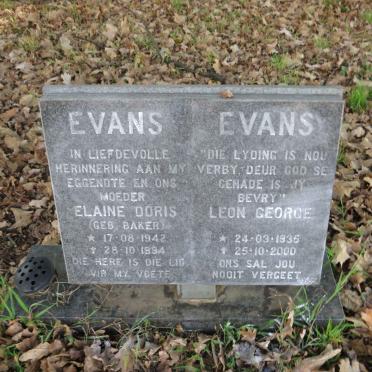 EVANS
IN LIEFDEVOLLE
HERINNERING AAN MY
EGGENOTE EN ONS
MOEDER
ELAINE DORIS
(GEB. BAKER)
* 17-08-1942
† 28-10-1994
DIE HERE IS DIE LIG
VIR MY VOETE
EVANS
"DIE LYDING IS NOU
VERBY, DEUR GOD SE
GENADE IS JY
BEVRY"
LEON GEORGE
* 24-03-1936
† 25-10-2000
ONS SAL JOU
NOOIT VERGEET